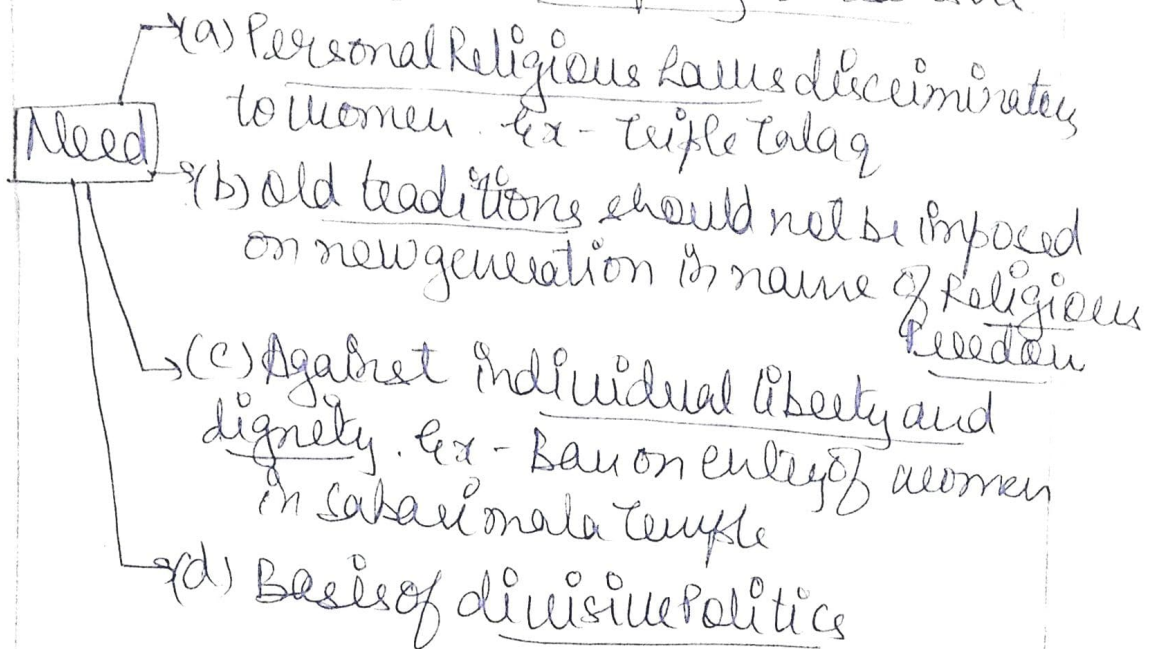 (a) Personal Religious Laws discriminates
to women. Ex - Triple Talaq
Need
(b) Old traditions should not be imposed
on new generation in name of Religious
freedom
(c) Against individual liberty and
dignity. Ex - Ban on entry of women
in Sabarimala Temple
(d) Basis of divisive Politics